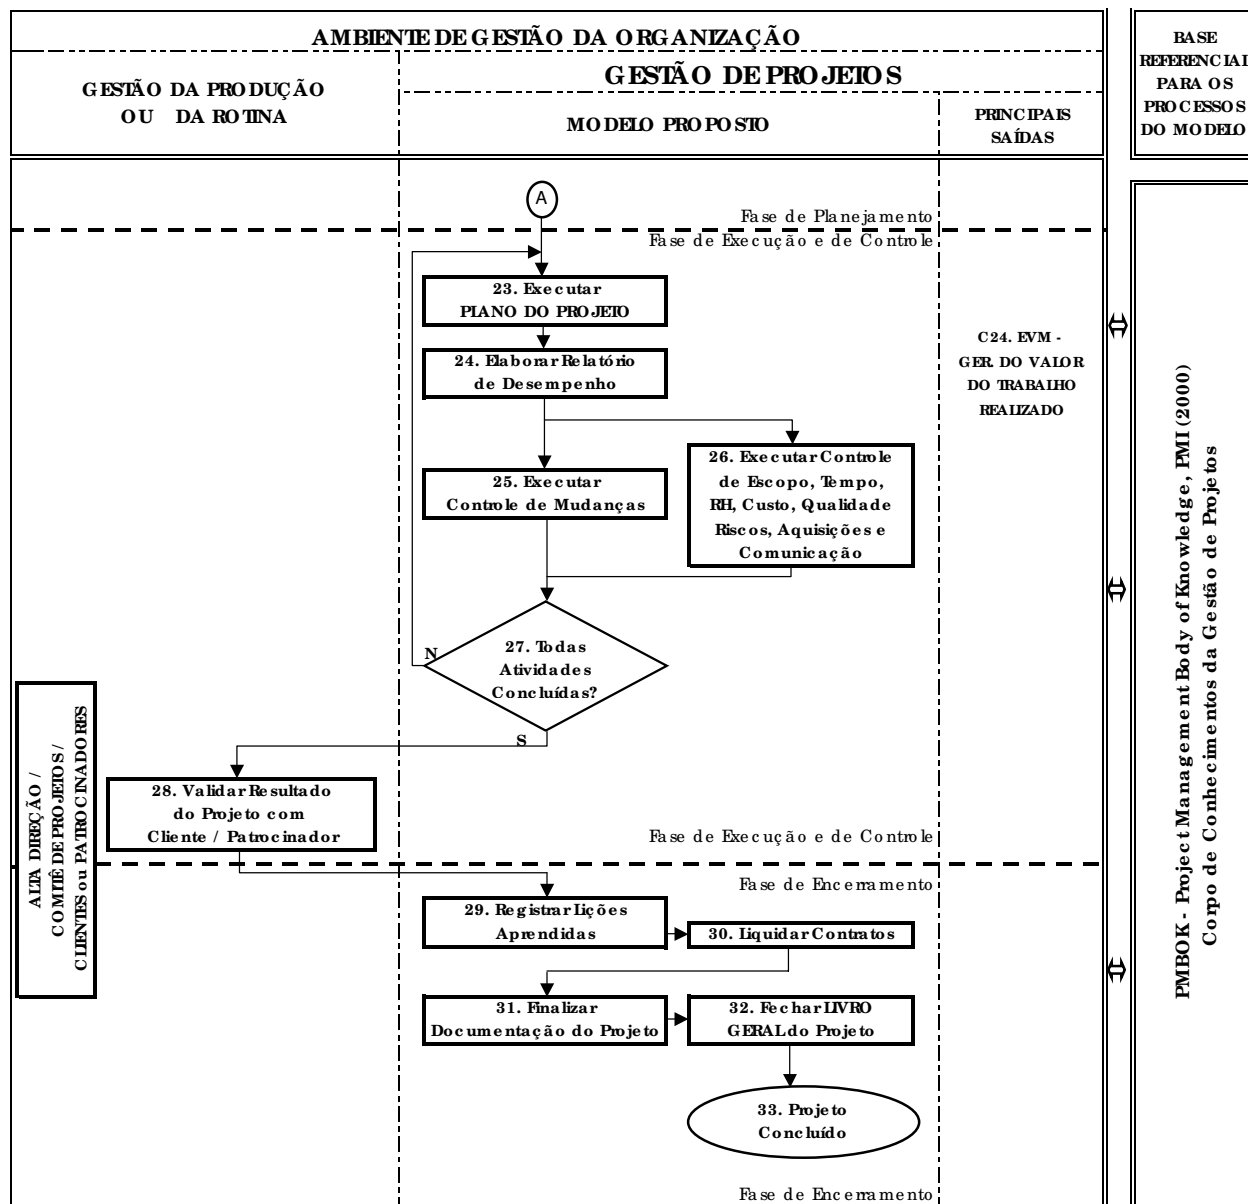 AMBIENTE DE GESTÃO DA ORGANIZAÇÃO
GESTÃO DA PRODUÇÃO
OU DA ROTINA
GESTÃO DE PROJETOS
MODELO PROPOSTO
PRINCIPAIS
SAÍDAS
BASE
REFERENCIAL
PARA OS
PROCESSOS
DO MODELO
A
Fase de Planejamento
Fase de Execução e de Controle
23. Executar
PLANO DO PROJETO
24. Elaborar Relatório
de Desempenho
C24. EVM -
GER. DO VALOR
DO TRABALHO
REALIZADO
25. Executar
Controle de Mudanças
26. Executar Controle
de Escopo, Tempo,
RH, Custo, Qualidade
Riscos, Aquisições e
Comunicação
27. Todas
Atividades
Concluídas?
N
S
ALTA DIREÇÃO /
COMITÊ DE PROJETOS /
CLIENTES ou PATROCINADORES
28. Validar Resultado
do Projeto com
Cliente / Patrocinador
Fase de Execução e de Controle
Fase de Encerramento
29. Registrar Lições
Aprendidas
30. Liquidar Contratos
31. Finalizar
Documentação do Projeto
32. Fechar LIVRO
GERAL do Projeto
33. Projeto
Concluído
Fase de Encerramento
PMBOK - Project Management Body of Knowledge, PMI (2000)
Corpo de Conhecimentos da Gestão de Projetos